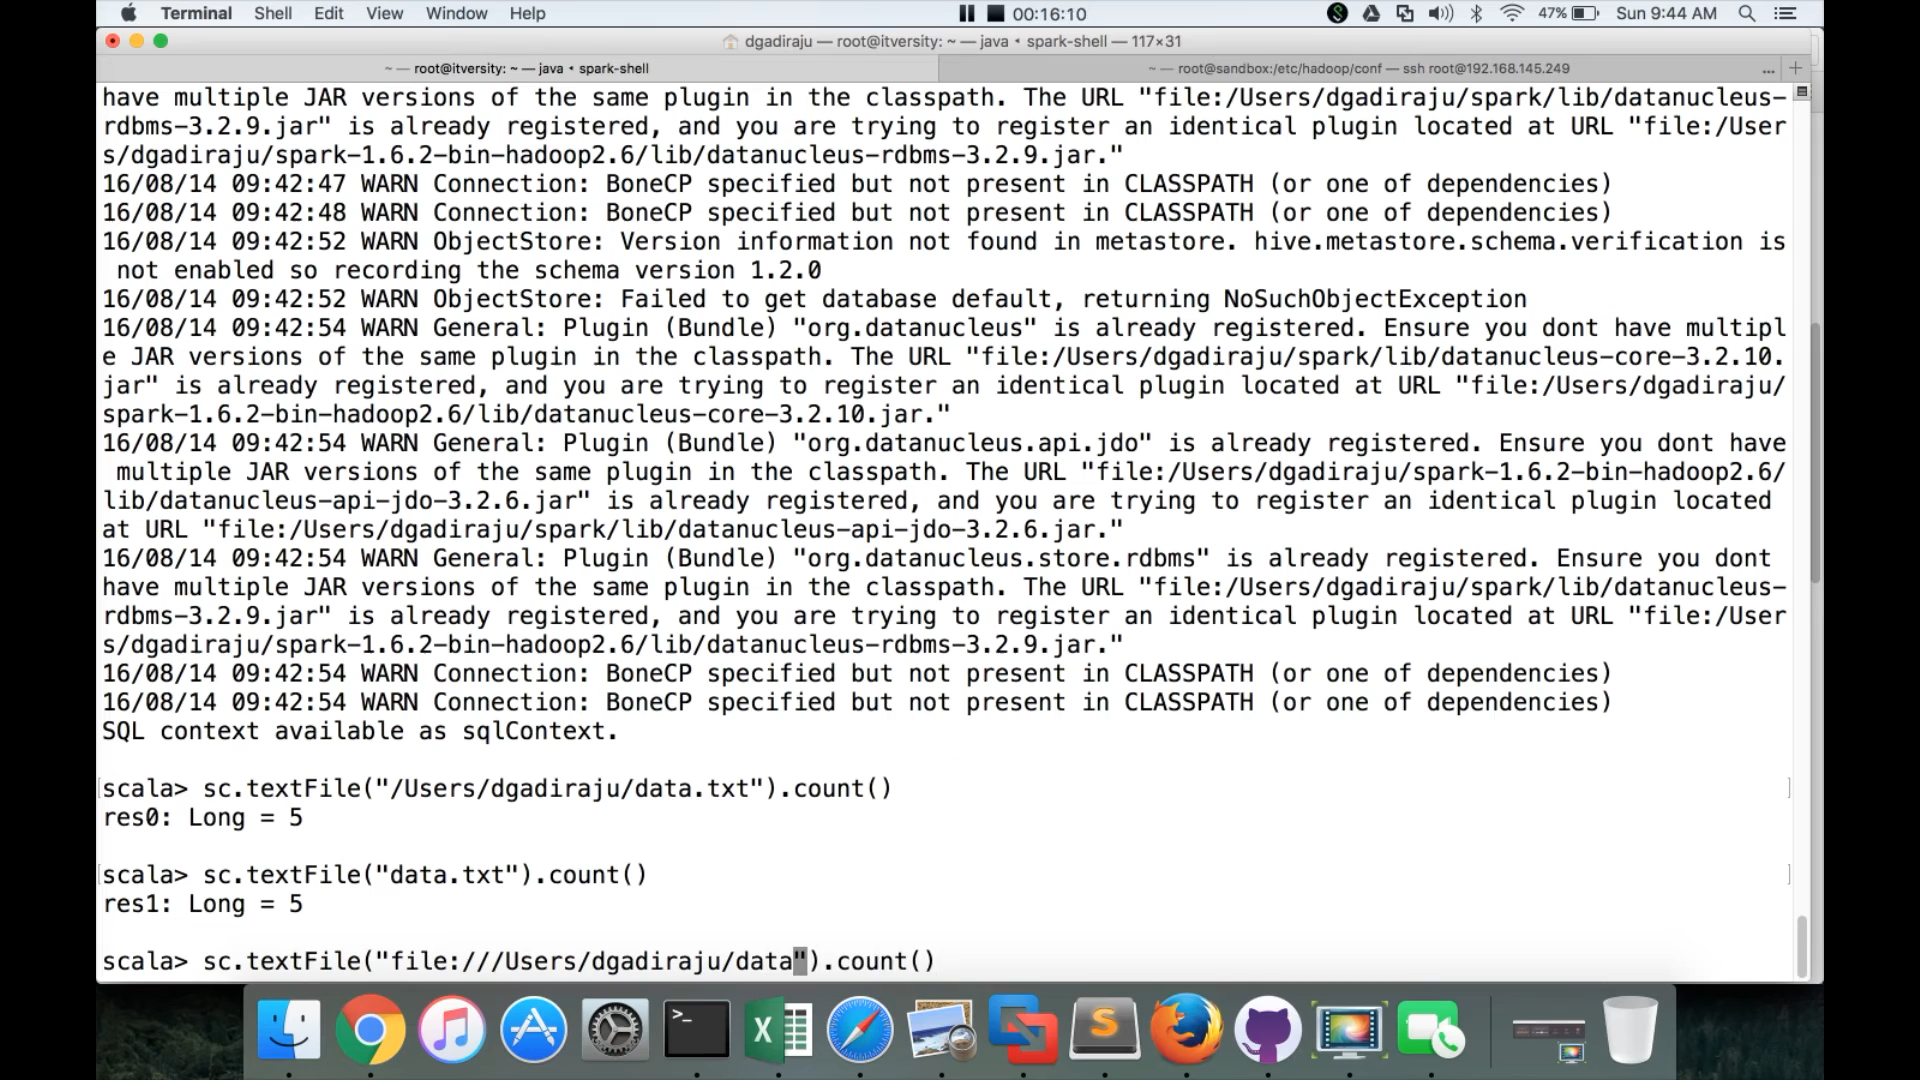 Terminal Shell Edit View Window Help 00:16:10 47% Sun 9:44 AM
dgadiraju — root@itversity: ~ — java • spark-shell — 117×31
~ — root@itversity: ~ — java • spark-shell ~ — root@sandbox:/etc/hadoop/conf — ssh root@192.168.145.249 ... +
have multiple JAR versions of the same plugin in the classpath. The URL "file:/Users/dgadiraju/spark/lib/datanucleus-
rdbms-3.2.9.jar" is already registered, and you are trying to register an identical plugin located at URL "file:/User
s/dgadiraju/spark-1.6.2-bin-hadoop2.6/lib/datanucleus-rdbms-3.2.9.jar."
16/08/14 09:42:47 WARN Connection: BoneCP specified but not present in CLASSPATH (or one of dependencies)
16/08/14 09:42:48 WARN Connection: BoneCP specified but not present in CLASSPATH (or one of dependencies)
16/08/14 09:42:52 WARN ObjectStore: Version information not found in metastore. hive.metastore.schema.verification is
not enabled so recording the schema version 1.2.0
16/08/14 09:42:52 WARN ObjectStore: Failed to get database default, returning NoSuchObjectException
16/08/14 09:42:54 WARN General: Plugin (Bundle) "org.datanucleus" is already registered. Ensure you dont have multipl
e JAR versions of the same plugin in the classpath. The URL "file:/Users/dgadiraju/spark/lib/datanucleus-core-3.2.10.
jar" is already registered, and you are trying to register an identical plugin located at URL "file:/Users/dgadiraju/
spark-1.6.2-bin-hadoop2.6/lib/datanucleus-core-3.2.10.jar."
16/08/14 09:42:54 WARN General: Plugin (Bundle) "org.datanucleus.api.jdo" is already registered. Ensure you dont have
multiple JAR versions of the same plugin in the classpath. The URL "file:/Users/dgadiraju/spark-1.6.2-bin-hadoop2.6/
lib/datanucleus-api-jdo-3.2.6.jar" is already registered, and you are trying to register an identical plugin located
at URL "file:/Users/dgadiraju/spark/lib/datanucleus-api-jdo-3.2.6.jar."
16/08/14 09:42:54 WARN General: Plugin (Bundle) "org.datanucleus.store.rdbms" is already registered. Ensure you dont
have multiple JAR versions of the same plugin in the classpath. The URL "file:/Users/dgadiraju/spark/lib/datanucleus-
rdbms-3.2.9.jar" is already registered, and you are trying to register an identical plugin located at URL "file:/User
s/dgadiraju/spark-1.6.2-bin-hadoop2.6/lib/datanucleus-rdbms-3.2.9.jar."
16/08/14 09:42:54 WARN Connection: BoneCP specified but not present in CLASSPATH (or one of dependencies)
16/08/14 09:42:54 WARN Connection: BoneCP specified but not present in CLASSPATH (or one of dependencies)
SQL context available as sqlContext.
scala> sc.textFile("/Users/dgadiraju/data.txt").count()
res0: Long = 5
scala> sc.textFile("data.txt").count()
res1: Long = 5
scala> sc.textFile("file:///Users/dgadiraju/data").count()